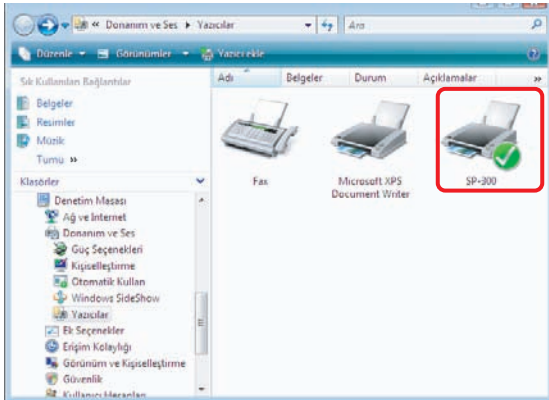 « Donanım ve Ses ▸ Yazıcılar
Ara
Düzenle Görünümler Yazıcı ekle
Sık Kullanılan Bağlantılar
Belgeler
Resimler
Müzik
Tümü »
Klasörler
Denetim Masası
Ağ ve Internet
Donanım ve Ses
Güç Seçenekleri
Kişiselleştirme
Otomatik Kullan
Windows SideShow
Yazıcılar
Ek Seçenekler
Erişim Kolaylığı
Görünüm ve Kişiselleştirme
Güvenlik
Kullanıcı Hesapları
Adı Belgeler Durum Açıklamalar »
Fax
Microsoft XPS
Document Writer
SP-300